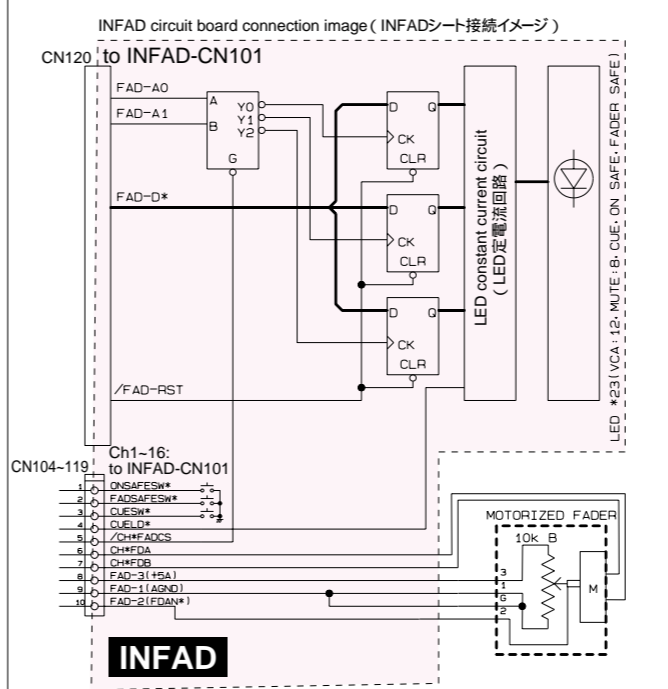 INFAD circuit board connection image ( INFADシート接続イメージ )
CN120
to INFAD-CN101
FAD-A0
FAD-A1
A
B
Y0
Y1
Y2
G
FAD-D*
/FAD-RST
D
Q
CK
CLR
D
Q
CK
CLR
D
Q
CK
CLR
LED constant current circuit
( LED定電流回路 )
LED *23(VCA:12, MUTE:8, CUE, ON SAFE, FADER SAFE)
CN104~119
Ch1~16:
to INFAD-CN101
1 ONSAFESW*
2 FADSAFESW*
3 CUESW*
4 CUELD*
5 /CH*FADCS
6 CH*FDA
7 CH*FDB
8 FAD-3(+5A)
9 FAD-1(AGND)
10 FAD-2(FDAN*)
MOTORIZED FADER
10k B
3
1
G
2
M
INFAD